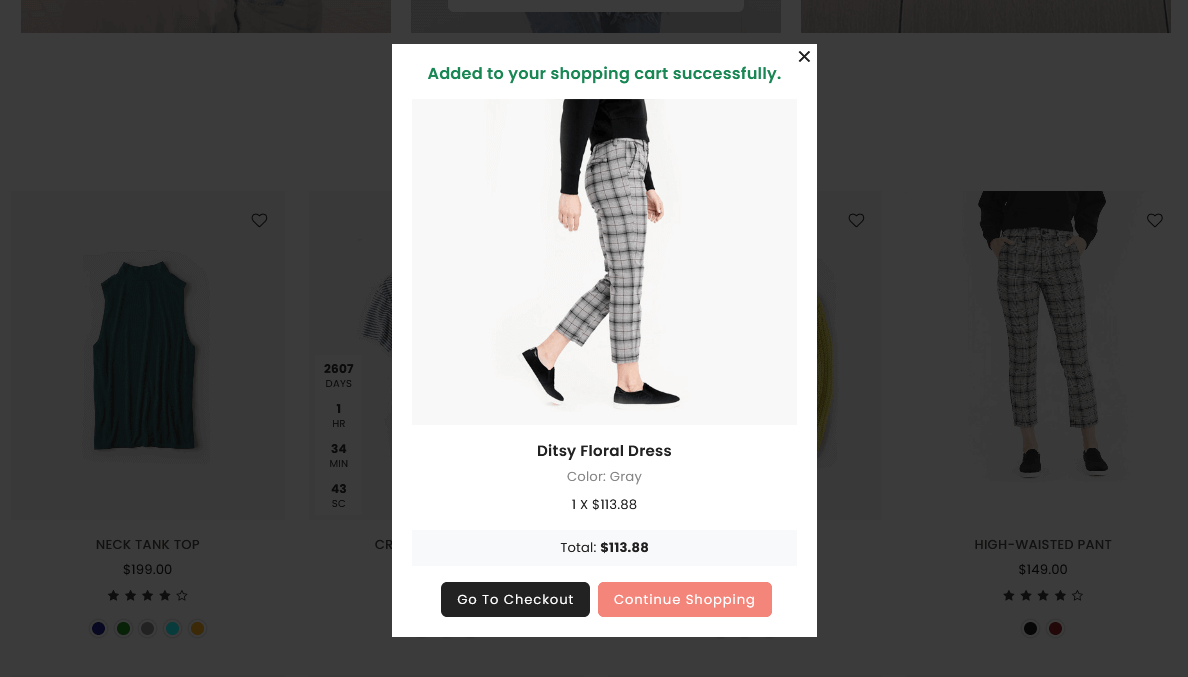 Added to your shopping cart successfully.
Ditsy Floral Dress
Color: Gray
1 X $113.88
Total: $113.88
Go To Checkout
Continue Shopping
2607
DAYS
1
HR
34
MIN
43
SC
NECK TANK TOP
$199.00
CR
HIGH-WAISTED PANT
$149.00